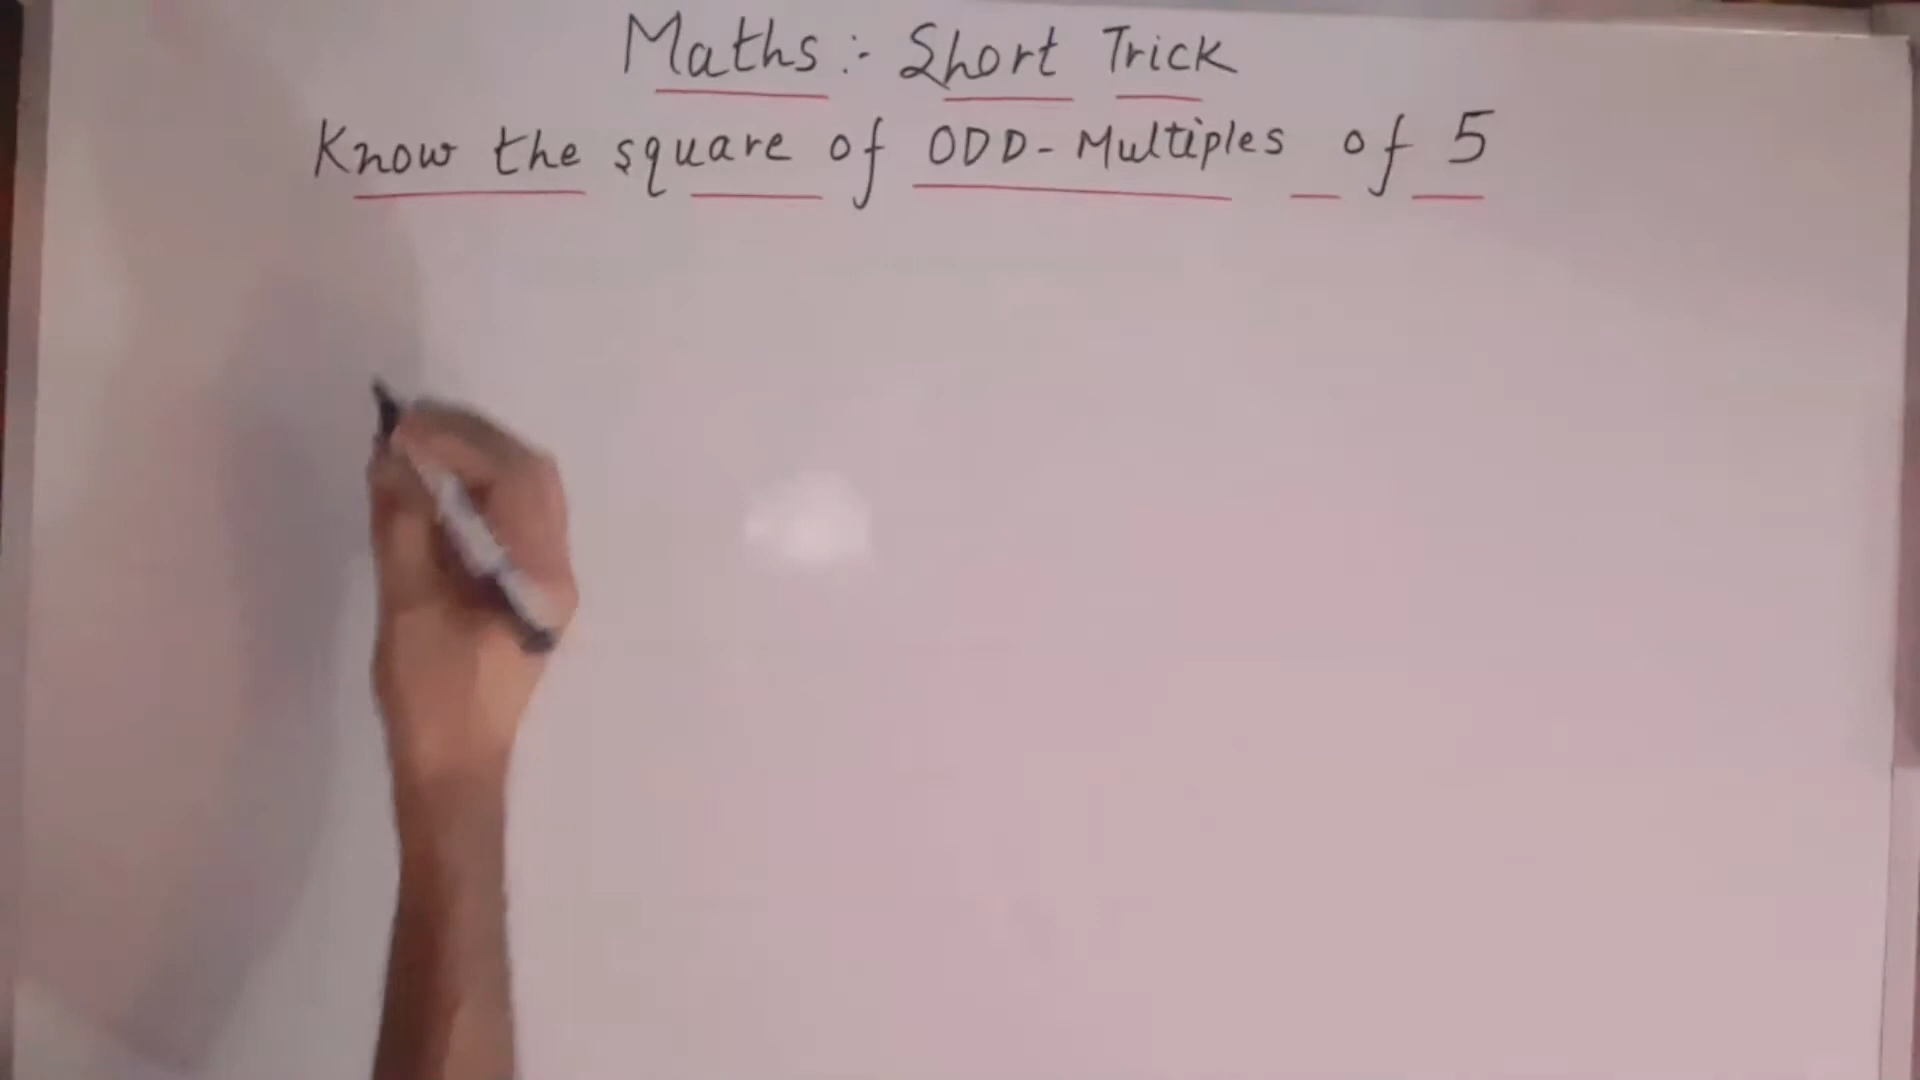 Maths :- Short Trick
Know the square of ODD-Multiples of 5